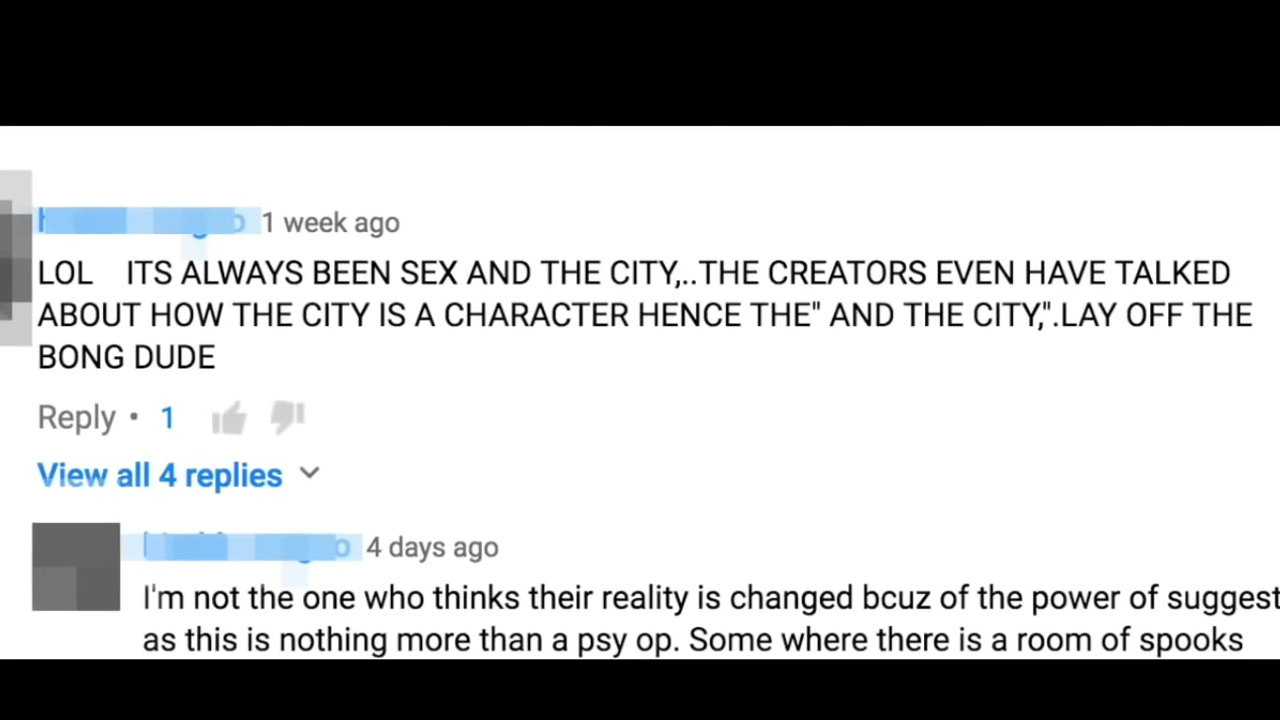 1 week ago
LOL ITS ALWAYS BEEN SEX AND THE CITY,..THE CREATORS EVEN HAVE TALKED
ABOUT HOW THE CITY IS A CHARACTER HENCE THE" AND THE CITY,".LAY OFF THE
BONG DUDE
Reply • 1
View all 4 replies
4 days ago
I'm not the one who thinks their reality is changed bcuz of the power of suggest
as this is nothing more than a psy op. Some where there is a room of spooks